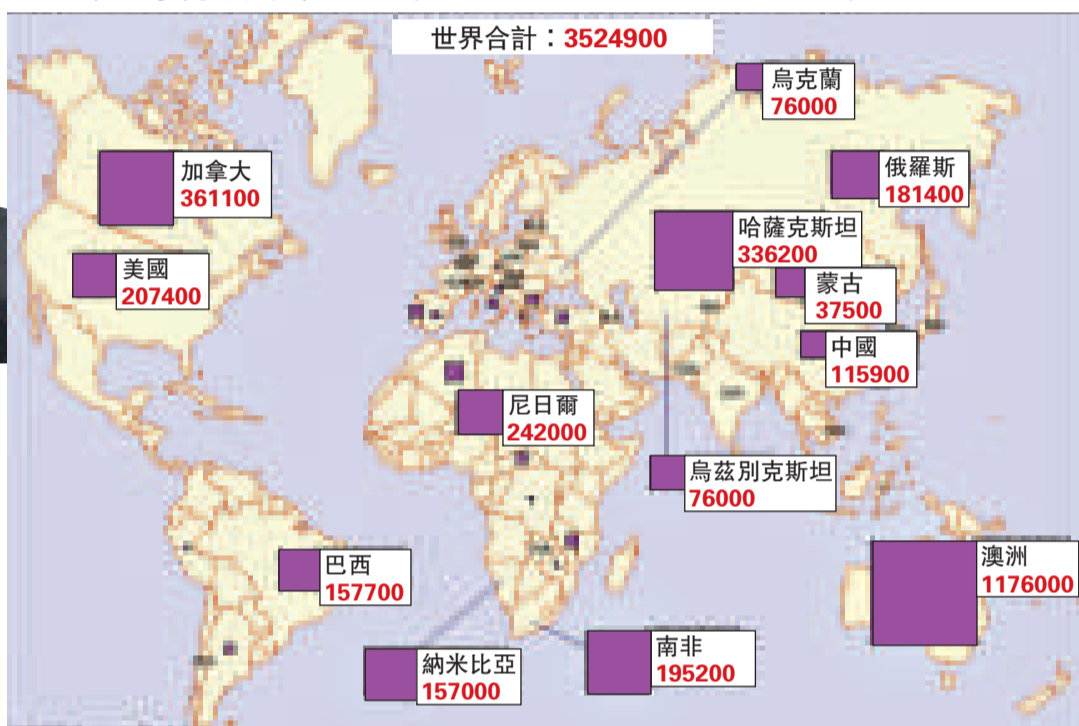 世界合計：3524900
烏克蘭
76000
加拿大
361100
俄羅斯
181400
哈薩克斯坦
336200
美國
207400
蒙古
37500
中國
115900
尼日爾
242000
烏茲別克斯坦
76000
巴西
157700
澳洲
1176000
納米比亞
157000
南非
195200